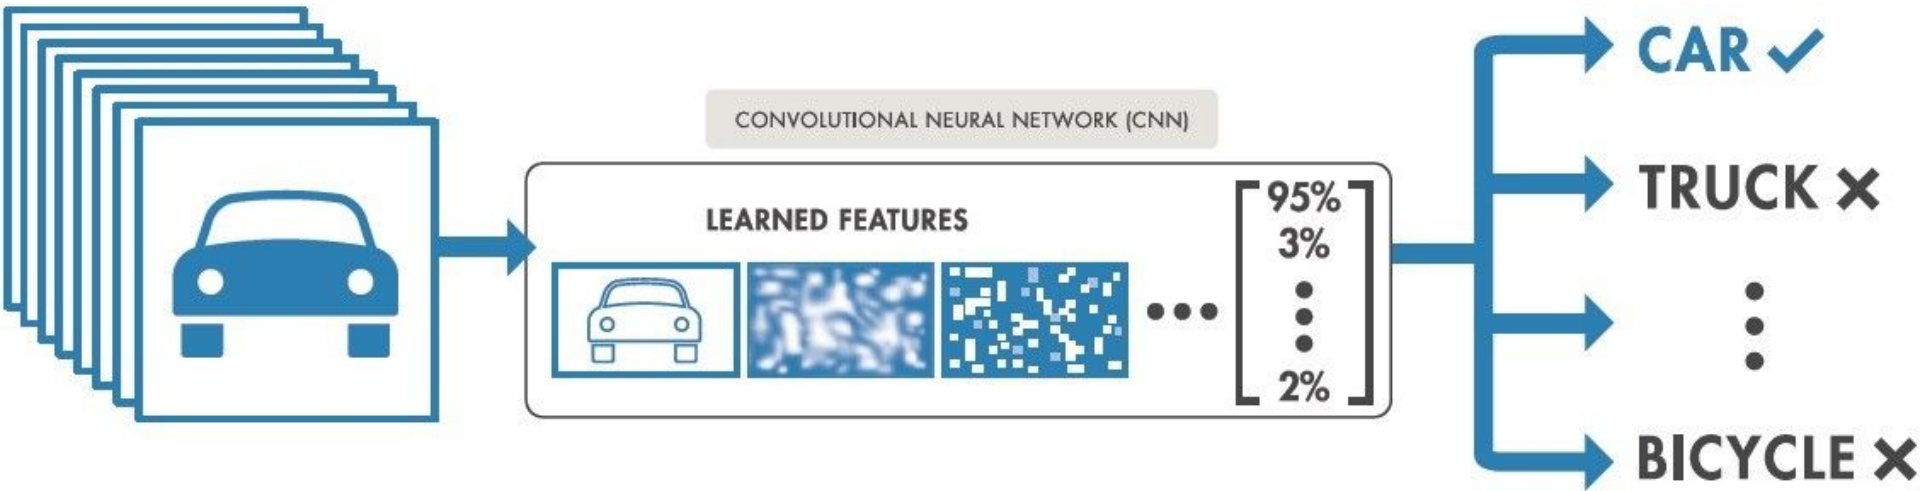 CONVOLUTIONAL NEURAL NETWORK (CNN)
LEARNED FEATURES
95%
3%
2%
CAR
TRUCK
BICYCLE